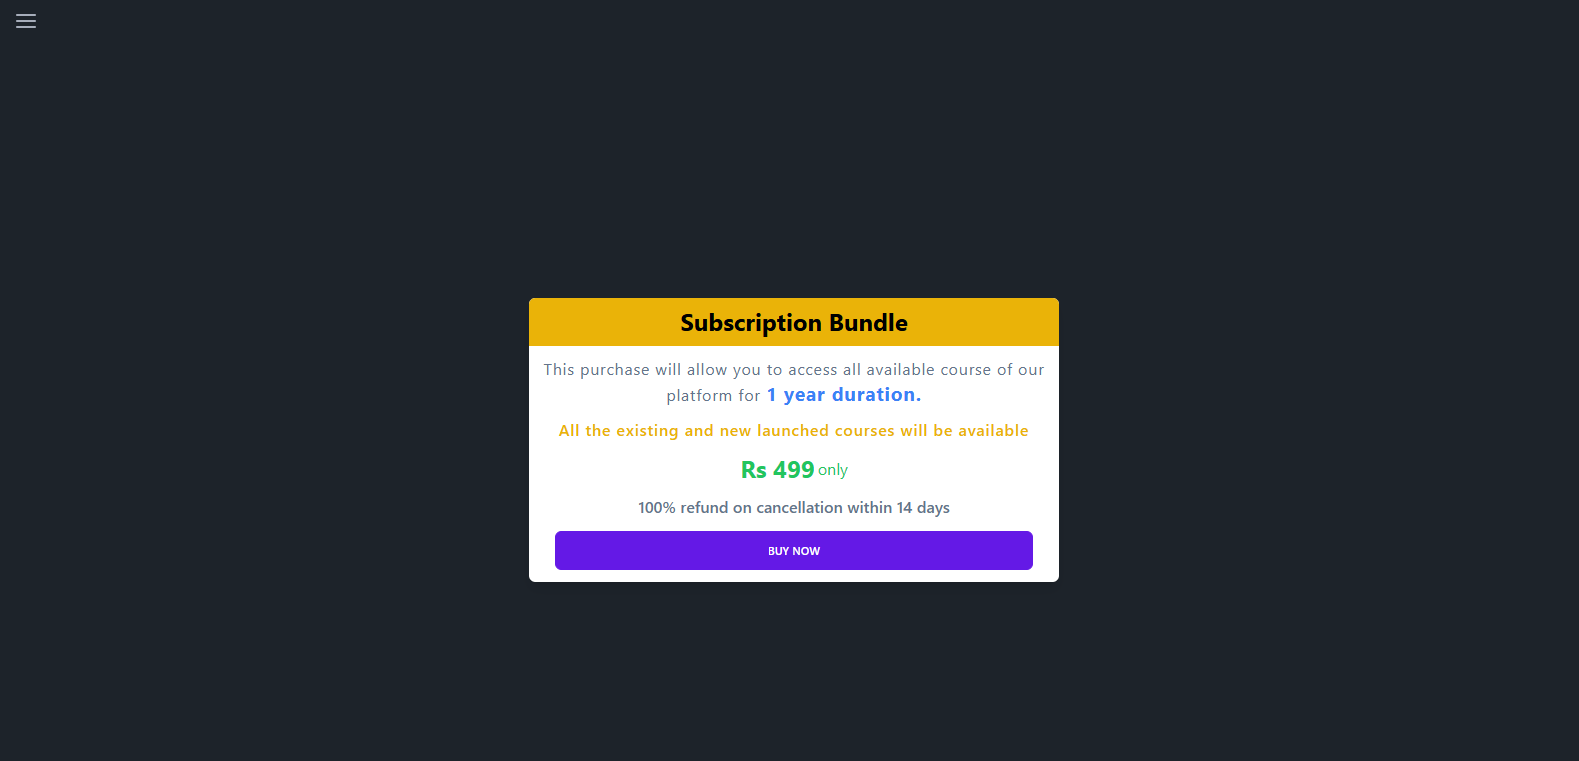 Subscription Bundle
This purchase will allow you to access all available course of our
platform for 1 year duration.
All the existing and new launched courses will be available
Rs 499 only
100% refund on cancellation within 14 days
BUY NOW